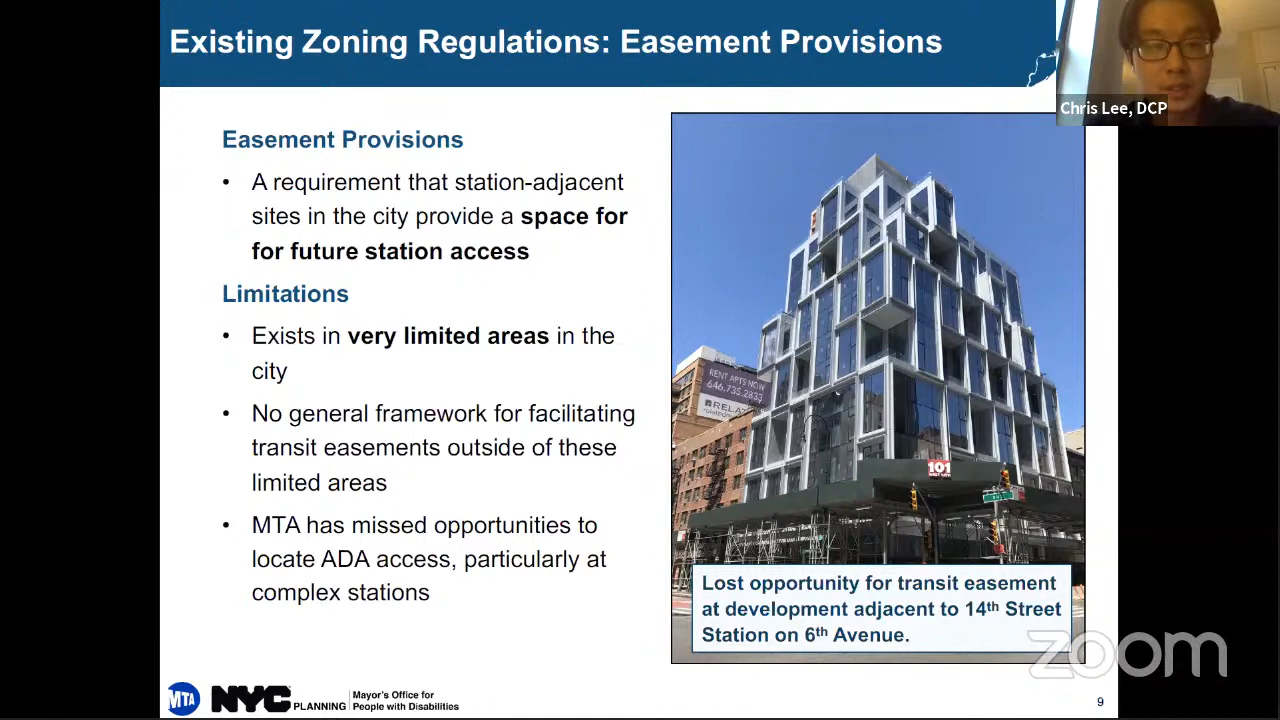 Existing Zoning Regulations: Easement Provisions
Chris Lee, DCP
Easement Provisions
• A requirement that station-adjacent
sites in the city provide a space for
for future station access
Limitations
• Exists in very limited areas in the
city
• No general framework for facilitating
transit easements outside of these
limited areas
• MTA has missed opportunities to
locate ADA access, particularly at
complex stations
RENT APTS NOW
646.735.2833
RELATED
101
Lost opportunity for transit easement
at development adjacent to 14th Street
Station on 6th Avenue.
zoom
MTA
NYC PLANNING
Mayor's Office for
People with Disabilities
9